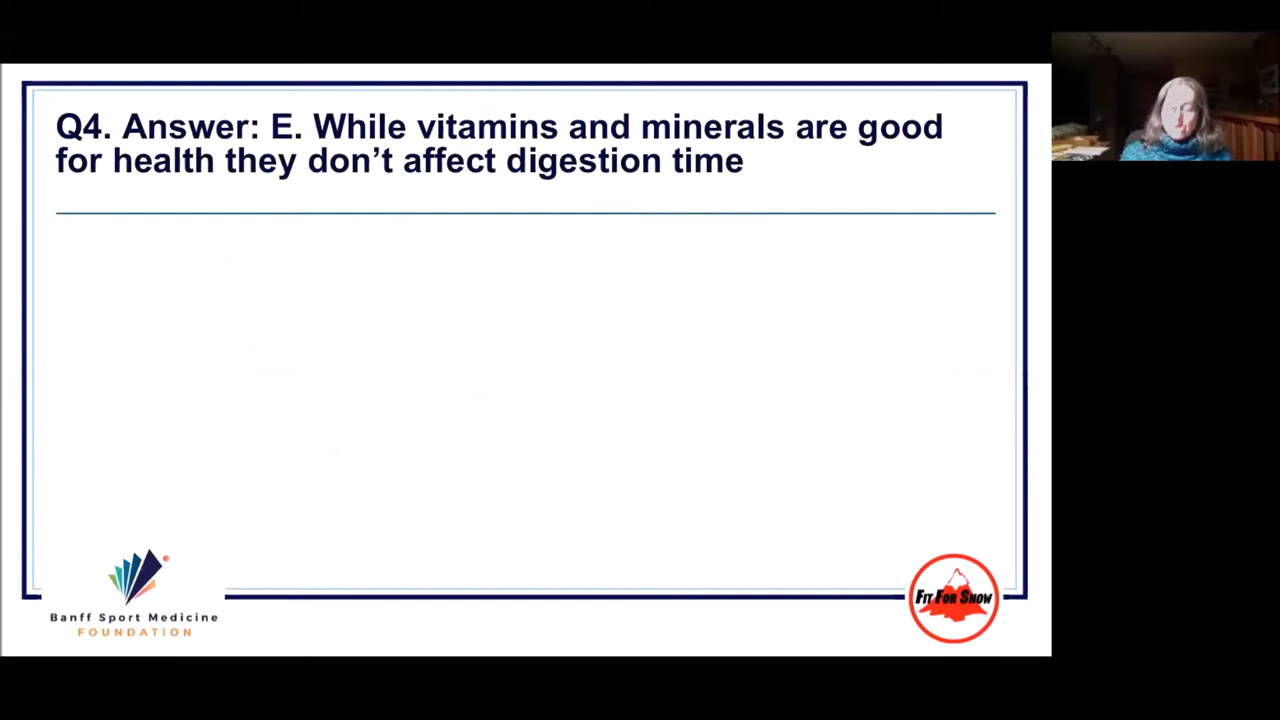 Q4. Answer: E. While vitamins and minerals are good
for health they don’t affect digestion time
Banff Sport Medicine
FOUNDATION
FIT FOR SNOW